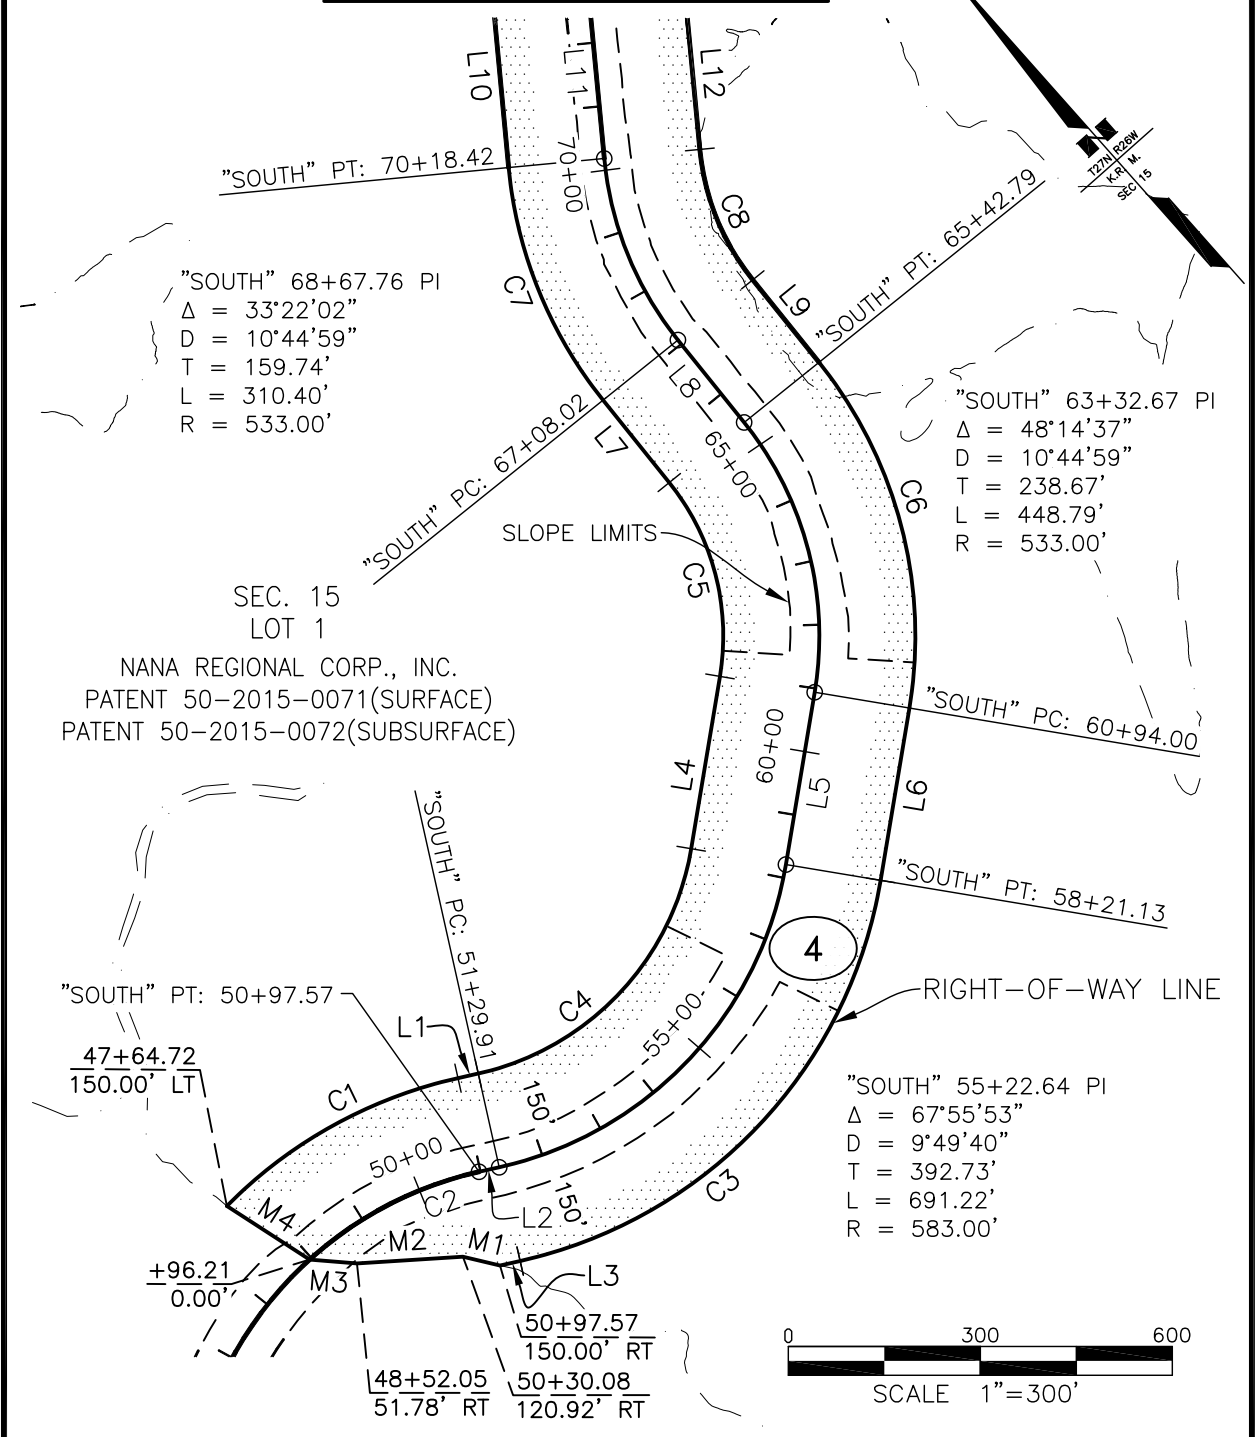 L10
L11
L12
70+00
"SOUTH" PT: 70+18.42
T27N R26W
K.R. M.
SEC 15
C8
"SOUTH" PT: 65+42.79
"SOUTH" 68+67.76 PI
Δ = 33°22'02"
D = 10°44'59"
T = 159.74'
L = 310.40'
R = 533.00'
C7
L9
L8
L7
65+00
"SOUTH" PC: 67+08.02
"SOUTH" 63+32.67 PI
Δ = 48°14'37"
D = 10°44'59"
T = 238.67'
L = 448.79'
R = 533.00'
C6
SLOPE LIMITS
C5
SEC. 15
LOT 1
NANA REGIONAL CORP., INC.
PATENT 50-2015-0071(SURFACE)
PATENT 50-2015-0072(SUBSURFACE)
"SOUTH" PC: 60+94.00
60+00
L4
L5
L6
"SOUTH" PC: 51+29.91
"SOUTH" PT: 58+21.13
4
"SOUTH" PT: 50+97.57
RIGHT-OF-WAY LINE
C4
55+00
L1
47+64.72
150.00' LT
C1
150'
"SOUTH" 55+22.64 PI
Δ = 67°55'53"
D = 9°49'40"
T = 392.73'
L = 691.22'
R = 583.00'
50+00
C2
C3
150'
L2
M4
M2
M1
M3
L3
+96.21
0.00'
50+97.57
150.00' RT
48+52.05
51.78' RT
50+30.08
120.92' RT
0 300 600
SCALE 1"=300'